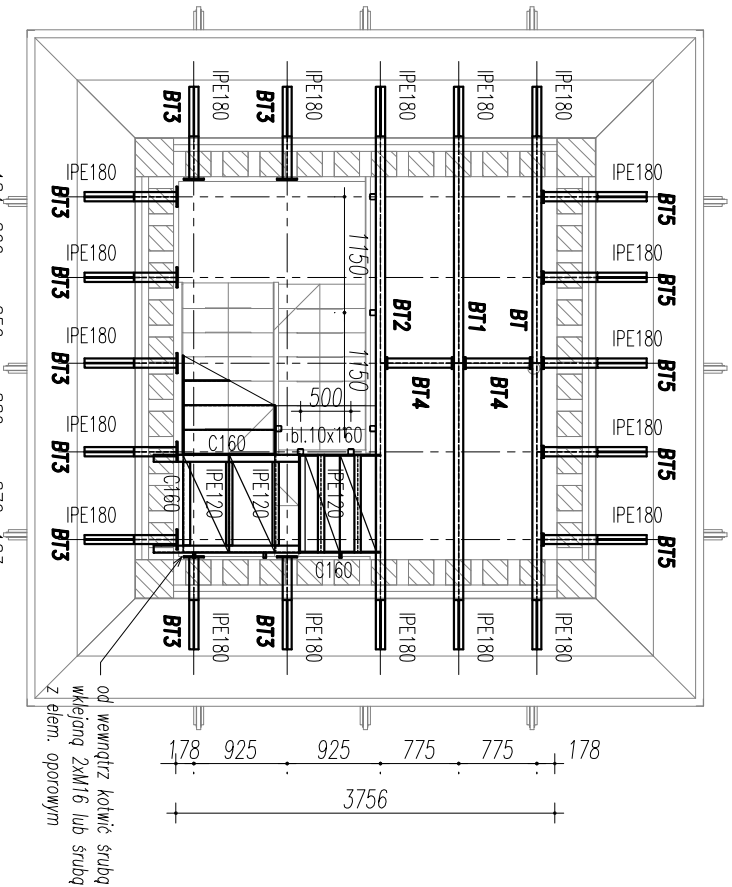 IPE180
IPE180
IPE180
IPE180
IPE180
BT3
BT3
IPE180
BT3
IPE180
BT5
IPE180
BT3
IPE180
BT5
1150
BT2
BT1
BT
IPE180
BT3
IPE180
BT5
1150
BT4
BT4
500
IPE180
BT3
C160
bl.10x160
IPE180
BT5
C160
IPE120
IPE120
IPE120
IPE180
BT3
IPE180
BT5
C160
BT3
BT3
IPE180
IPE180
IPE180
IPE180
IPE180
od wewnątrz kotwić śrubą
wklejaną 2xM16 lub śrubą
z elem. oporowym
178
925
925
775
775
178
3756